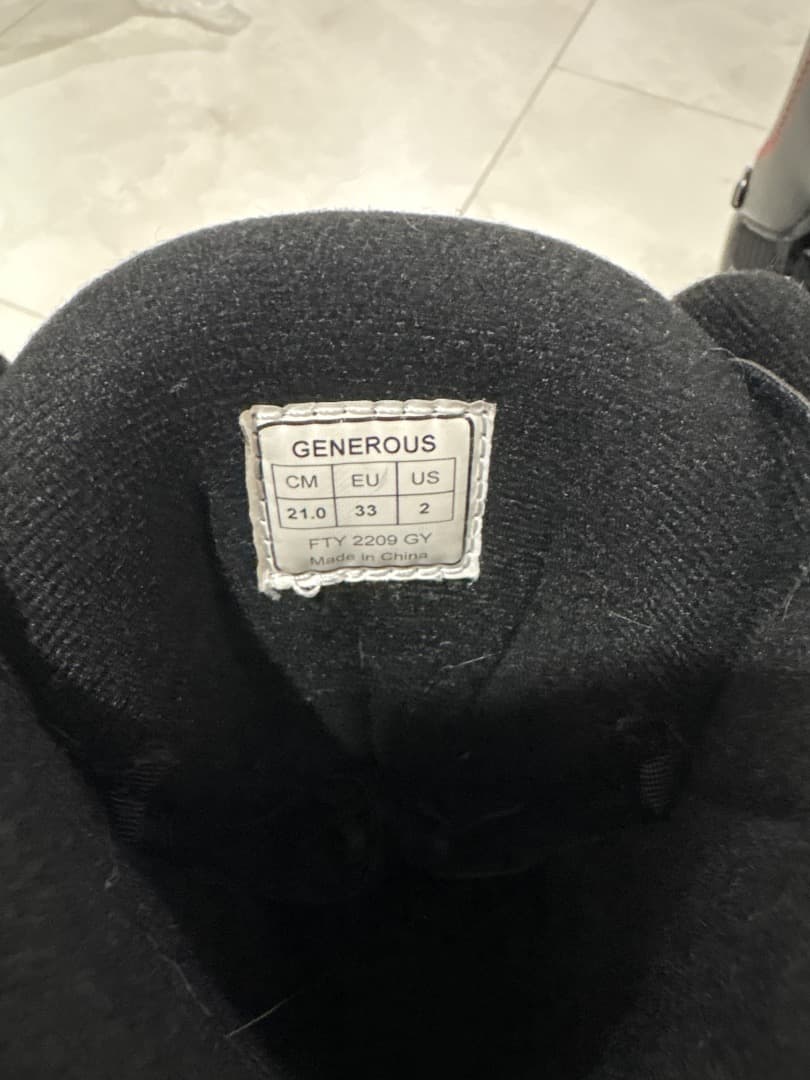 GENEROUS
CM EU US
21.0 33 2
FTY 2209 GY
Made in China